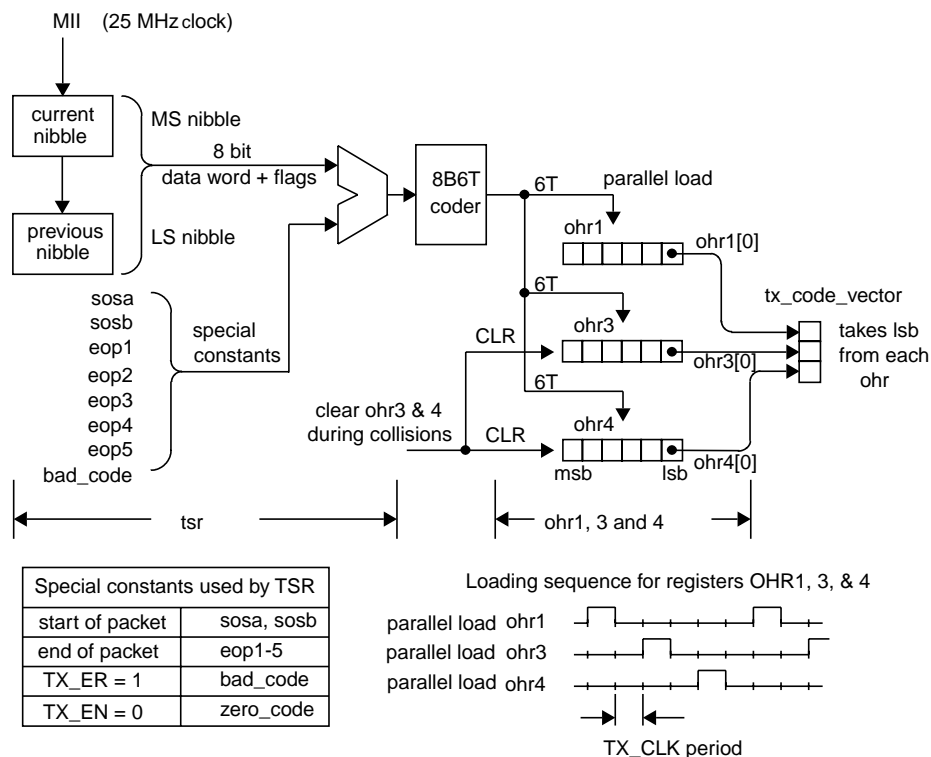 MII (25 MHz clock)
current
nibble
MS nibble
8 bit
data word + flags
previous
nibble
LS nibble
8B6T
coder
6T
parallel load
ohr1
ohr1[0]
6T
ohr3
ohr3[0]
CLR
tx_code_vector
takes lsb
from each
ohr
sosa
sosb
eop1
eop2
eop3
eop4
eop5
bad_code
special
constants
6T
ohr4
clear ohr3 & 4
during collisions
CLR
ohr4[0]
msb
lsb
tsr
ohr1, 3 and 4
Special constants used by TSR
start of packet sosa, sosb
end of packet eop1-5
TX_ER = 1 bad_code
TX_EN = 0 zero_code
Loading sequence for registers OHR1, 3, & 4
parallel load ohr1
parallel load ohr3
parallel load ohr4
TX_CLK period